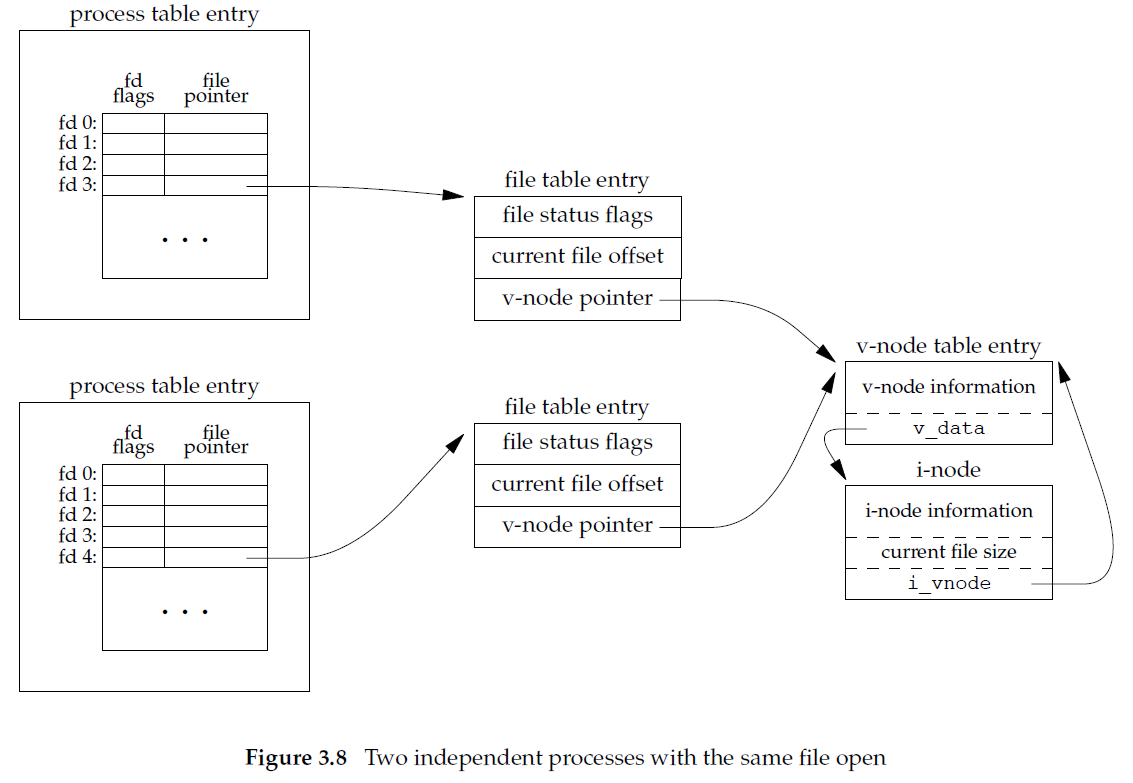 process table entry
fd
flags
file
pointer
fd 0:
fd 1:
fd 2:
fd 3:
. . .
file table entry
file status flags
current file offset
v-node pointer
v-node table entry
v-node information
v_data
i-node
i-node information
current file size
i_vnode
process table entry
fd
flags
file
pointer
fd 0:
fd 1:
fd 2:
fd 3:
fd 4:
. . .
file table entry
file status flags
current file offset
v-node pointer
Figure 3.8 Two independent processes with the same file open